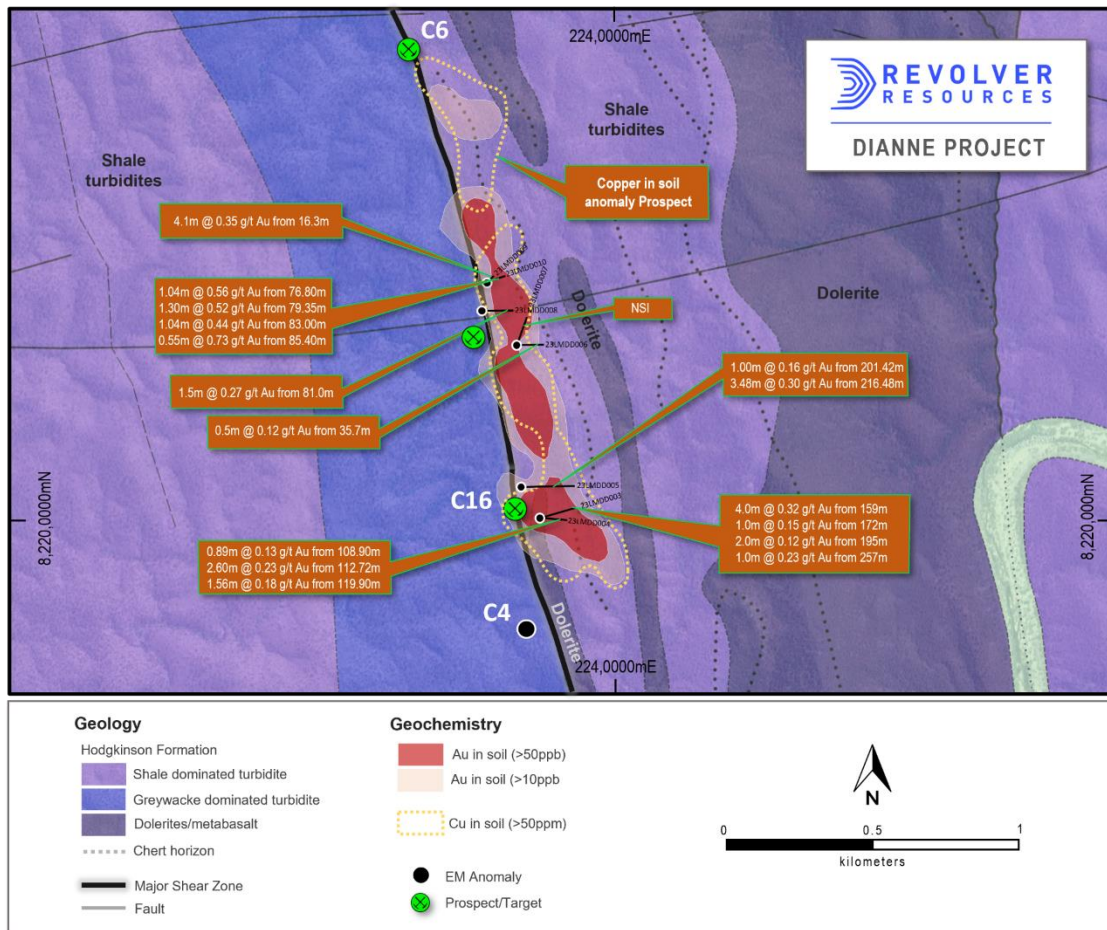 C6
224,0000mE
REVOLVER
RESOURCES
DIANNE PROJECT
Shale
turbidites
Shale
turbidites
Copper in soil
anomaly Prospect
4.1m @ 0.35 g/t Au from 16.3m
23LMDD009
23LMDD010
23LMDD007
1.04m @ 0.56 g/t Au from 76.80m
1.30m @ 0.52 g/t Au from 79.35m
1.04m @ 0.44 g/t Au from 83.00m
0.55m @ 0.73 g/t Au from 85.40m
23LMDD008
NSI
Dolerite
Dolerite
23LMDD006
1.00m @ 0.16 g/t Au from 201.42m
3.48m @ 0.30 g/t Au from 216.48m
1.5m @ 0.27 g/t Au from 81.0m
0.5m @ 0.12 g/t Au from 35.7m
8,220,000mN
C16
23LMDD005
23LMDD003
23LMDD004
4.0m @ 0.32 g/t Au from 159m
1.0m @ 0.15 g/t Au from 172m
2.0m @ 0.12 g/t Au from 195m
1.0m @ 0.23 g/t Au from 257m
8,220,000mN
0.89m @ 0.13 g/t Au from 108.90m
2.60m @ 0.23 g/t Au from 112.72m
1.56m @ 0.18 g/t Au from 119.90m
C4
Dolerite
224,0000mE
Geology
Hodgkinson Formation
Shale dominated turbidite
Greywacke dominated turbidite
Dolerites/metabasalt
Chert horizon
Major Shear Zone
Fault
Geochemistry
Au in soil (>50ppb)
Au in soil (>10ppb
Cu in soil (>50ppm)
EM Anomaly
Prospect/Target
N
0 0.5 1
kilometers